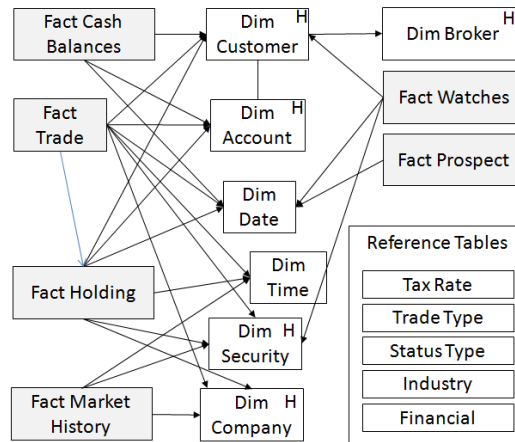 Fact Cash
Balances
Dim H
Customer
Dim Broker H
Fact
Trade
Dim H
Account
Fact Watches
Fact Prospect
Dim
Date
Reference Tables
Fact Holding
Dim
Time
Tax Rate
Trade Type
Dim H
Security
Status Type
Industry
Fact Market
History
Dim H
Company
Financial